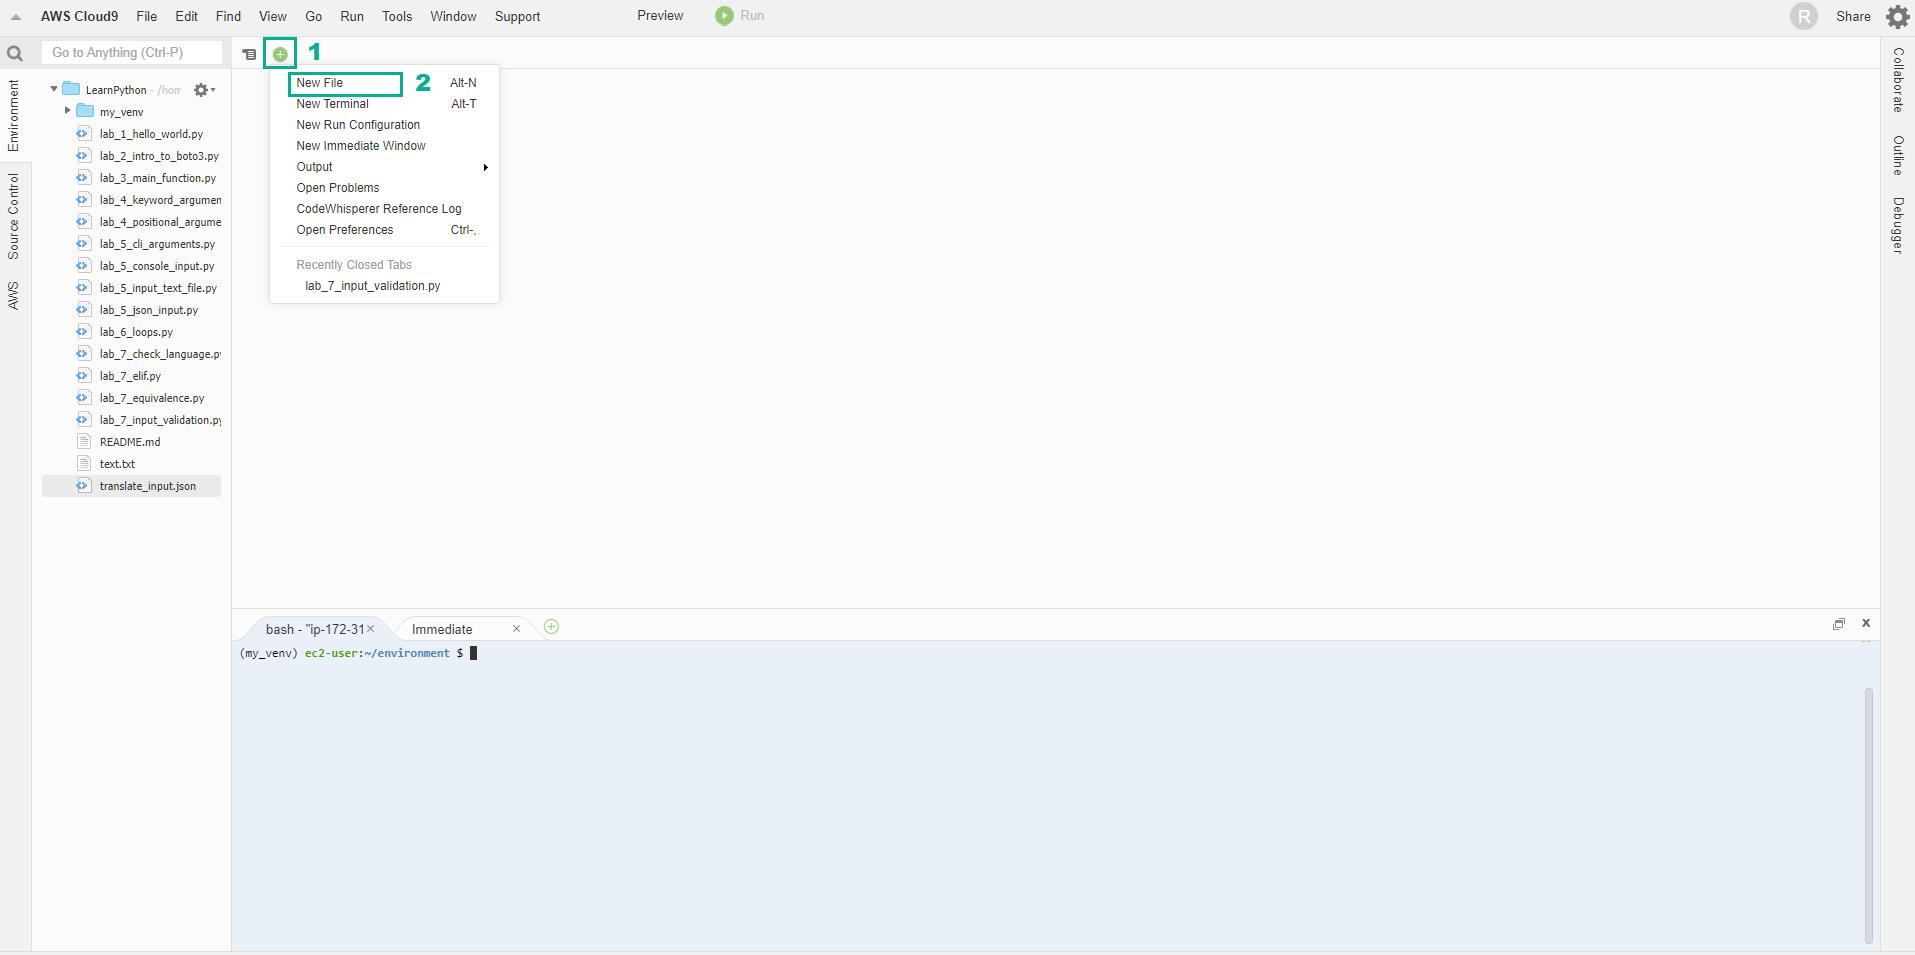 AWS Cloud9 File Edit Find View Go Run Tools Window Support Preview Run R Share
Go to Anything (Ctrl-P)
1
Environment
Source Control
AWS
LearnPython - /hom
my_venv
lab_1_hello_world.py
lab_2_intro_to_boto3.py
lab_3_main_function.py
lab_4_keyword_argumen
lab_4_positional_argume
lab_5_cli_arguments.py
lab_5_console_input.py
lab_5_input_text_file.py
lab_5_json_input.py
lab_6_loops.py
lab_7_check_language.py
lab_7_elif.py
lab_7_equivalence.py
lab_7_input_validation.py
README.md
text.txt
translate_input.json
New File 2 Alt-N
New Terminal Alt-T
New Run Configuration
New Immediate Window
Output
Open Problems
CodeWhisperer Reference Log
Open Preferences Ctrl-,
Recently Closed Tabs
lab_7_input_validation.py
bash - "ip-172-31 Immediate
(my_venv) ec2-user:~/environment $
Collaborate
Outline
Debugger